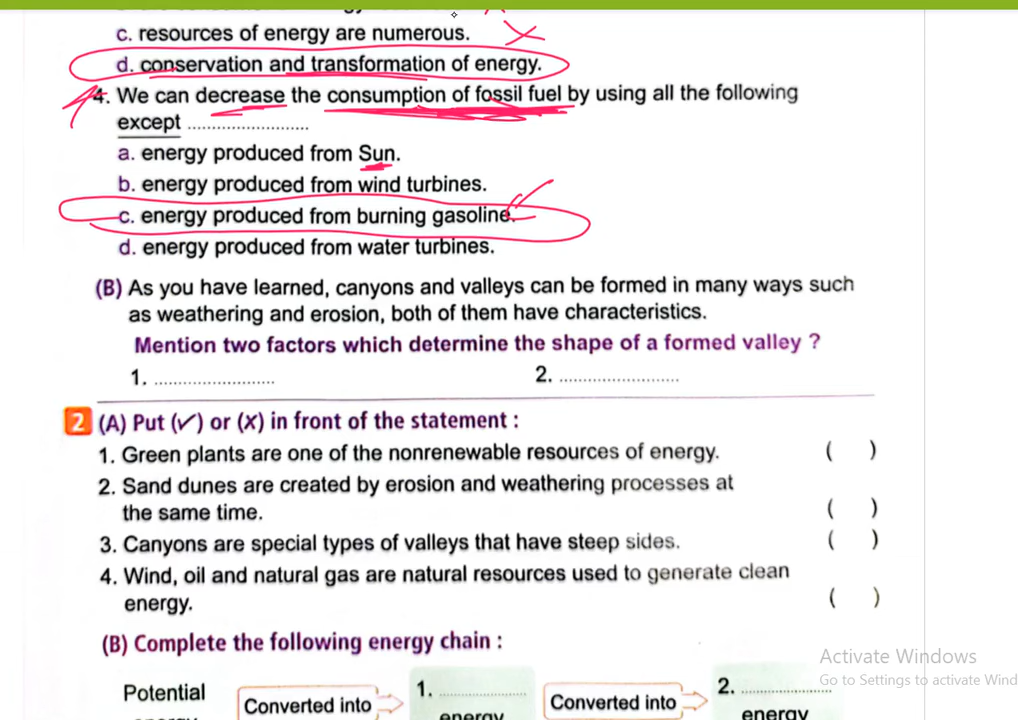 c. resources of energy are numerous.
d. conservation and transformation of energy.
4. We can decrease the consumption of fossil fuel by using all the following
except ..........................
a. energy produced from Sun.
b. energy produced from wind turbines.
c. energy produced from burning gasoline.
d. energy produced from water turbines.
(B) As you have learned, canyons and valleys can be formed in many ways such
as weathering and erosion, both of them have characteristics.
Mention two factors which determine the shape of a formed valley ?
1. .......................... 2. ..........................
2 (A) Put (✓) or (X) in front of the statement :
1. Green plants are one of the nonrenewable resources of energy. ( )
2. Sand dunes are created by erosion and weathering processes at
the same time. ( )
3. Canyons are special types of valleys that have steep sides. ( )
4. Wind, oil and natural gas are natural resources used to generate clean
energy. ( )
(B) Complete the following energy chain :
Potential
energy
Converted into
1. ....................
energy
Converted into
2. ....................
energy
Activate Windows
Go to Settings to activate Wind